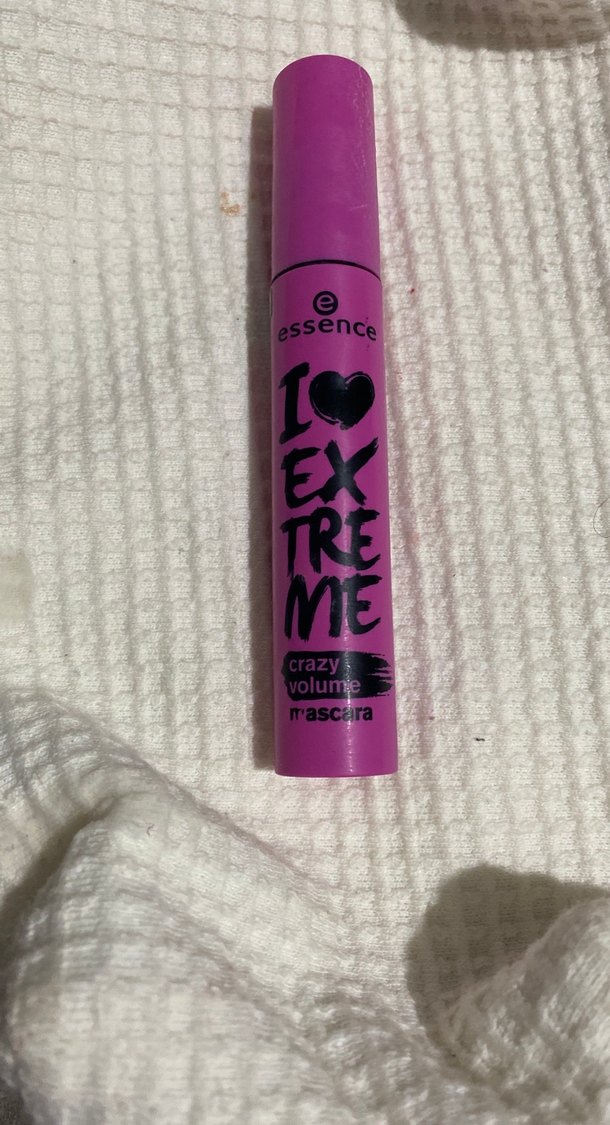 e
essence
I ♥
EX
TRE
ME
crazy
volume
mascara